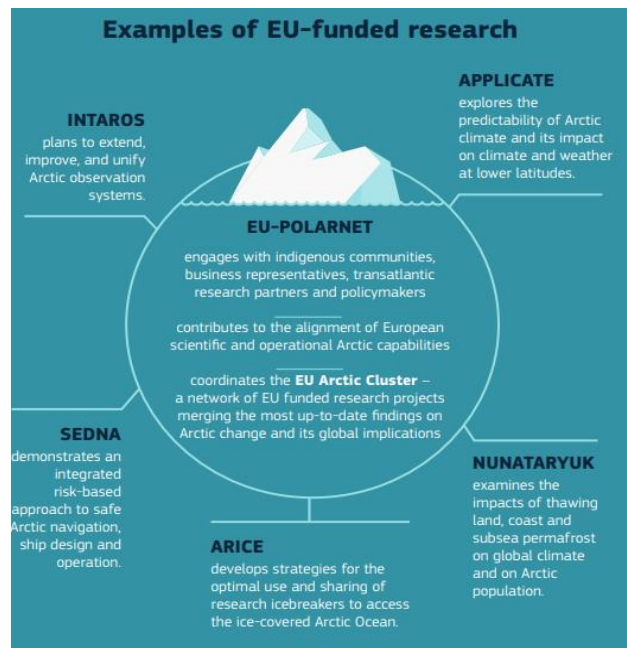 Examples of EU-funded research
INTAROS
plans to extend,
improve, and unify
Arctic observation
systems.
APPLICATE
explores the
predictability of Arctic
climate and its impact
on climate and weather
at lower latitudes.
EU-POLARNET
engages with indigenous communities,
business representatives, transatlantic
research partners and policymakers
contributes to the alignment of European
scientific and operational Arctic capabilities
coordinates the EU Arctic Cluster –
a network of EU funded research projects
merging the most up-to-date findings on
Arctic change and its global implications
SEDNA
demonstrates an
integrated
risk-based
approach to safe
Arctic navigation,
ship design and
operation.
ARICE
develops strategies for the
optimal use and sharing of
research icebreakers to access
the ice-covered Arctic Ocean.
NUNATARYUK
examines the
impacts of thawing
land, coast and
subsea permafrost
on global climate
and on Arctic
population.